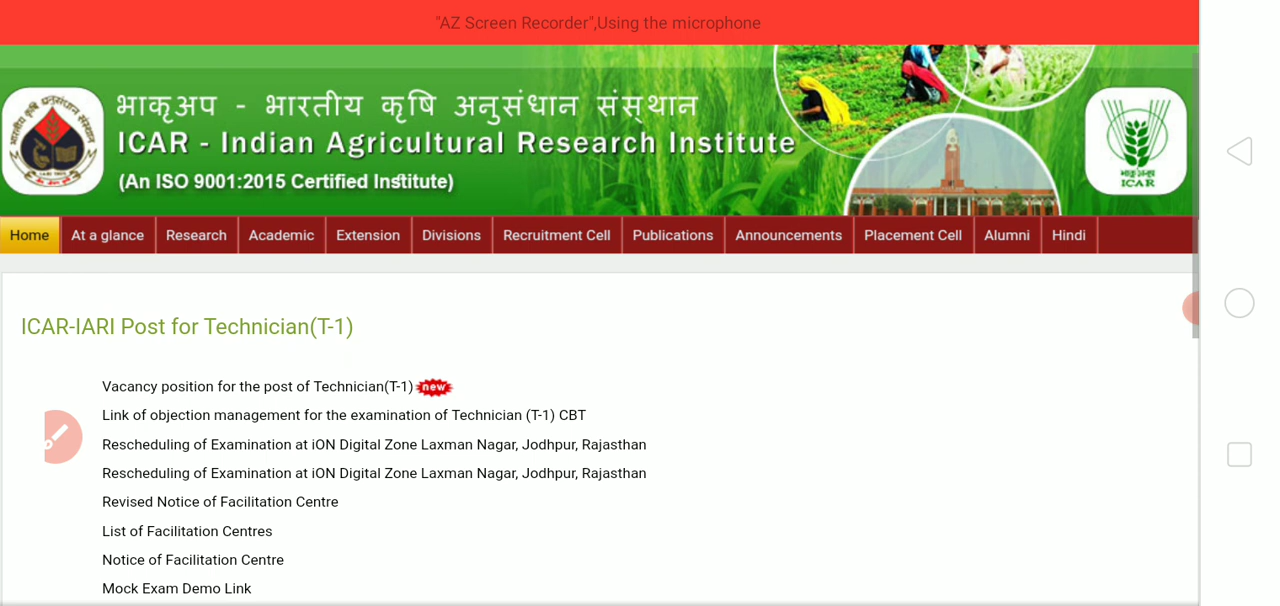 "AZ Screen Recorder",Using the microphone
भाकृअप - भारतीय कृषि अनुसंधान संस्थान
ICAR - Indian Agricultural Research Institute
(An ISO 9001:2015 Certified Institute)
ICAR
Home At a glance Research Academic Extension Divisions Recruitment Cell Publications Announcements Placement Cell Alumni Hindi
ICAR-IARI Post for Technician(T-1)
Vacancy position for the post of Technician(T-1) new
Link of objection management for the examination of Technician (T-1) CBT
Rescheduling of Examination at iON Digital Zone Laxman Nagar, Jodhpur, Rajasthan
Rescheduling of Examination at iON Digital Zone Laxman Nagar, Jodhpur, Rajasthan
Revised Notice of Facilitation Centre
List of Facilitation Centres
Notice of Facilitation Centre
Mock Exam Demo Link